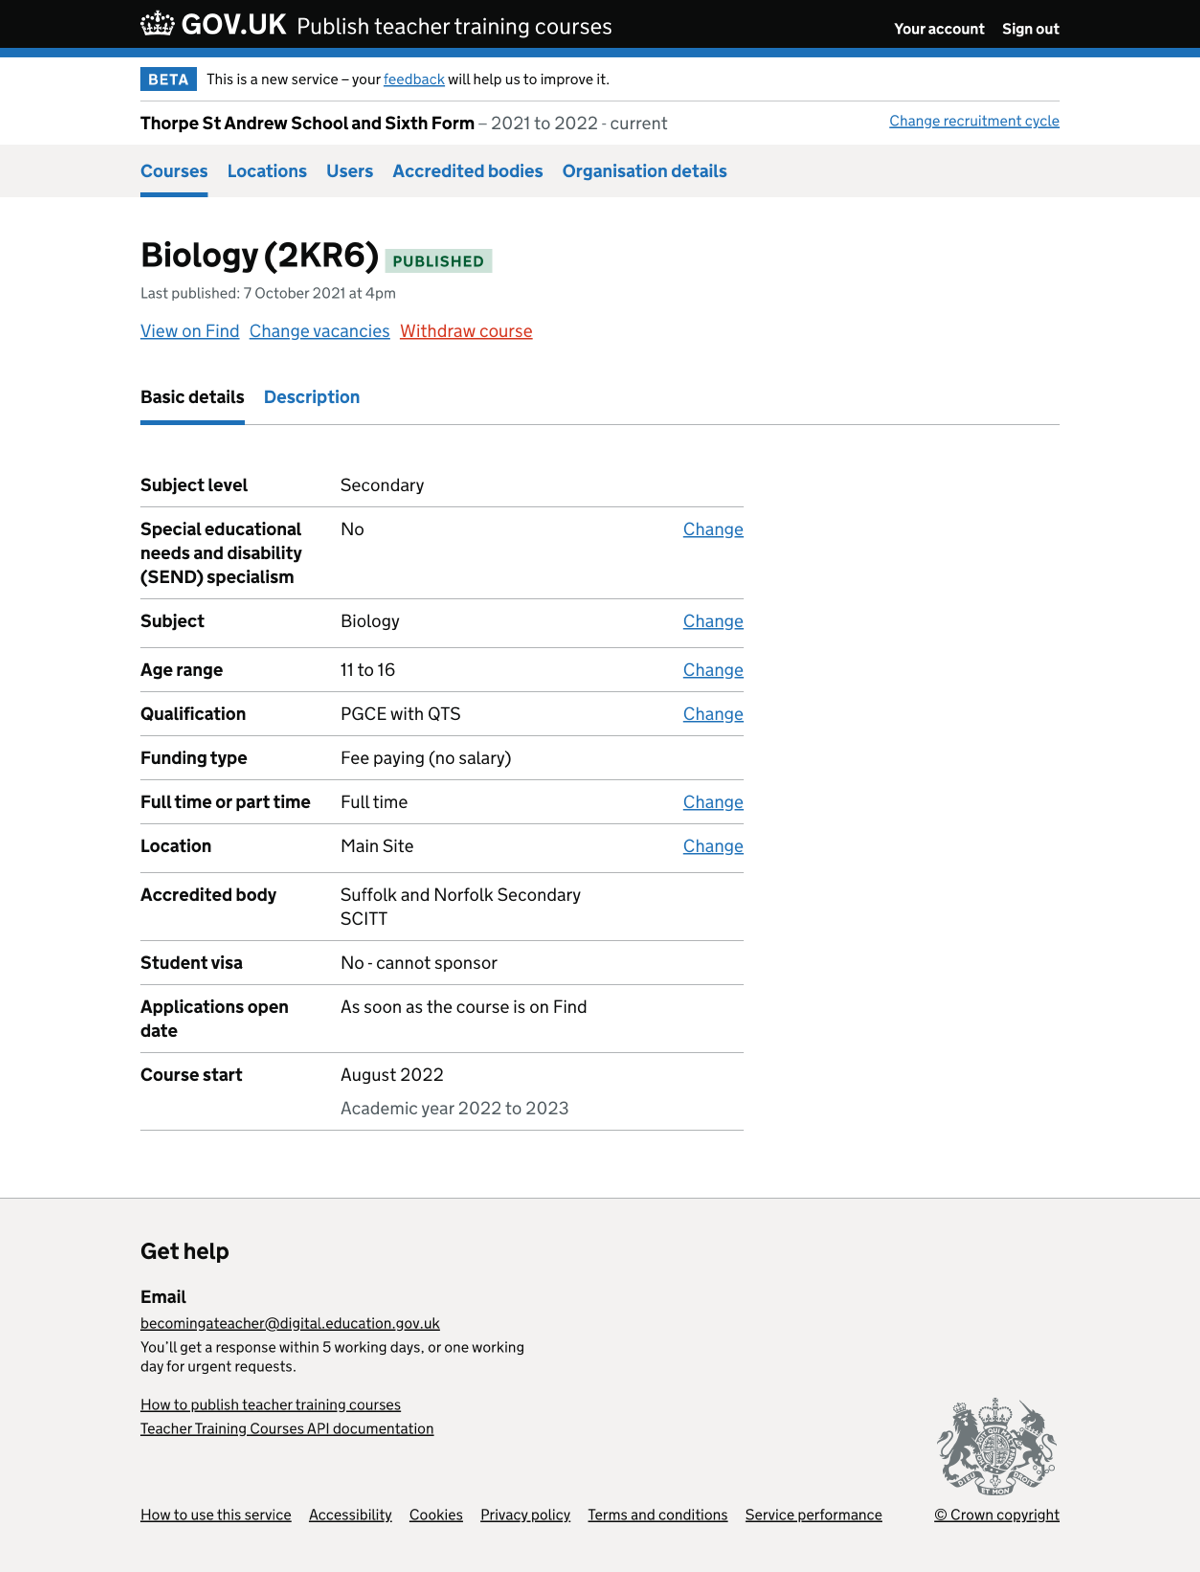 GOV.UK Publish teacher training courses
Your account Sign out
BETA This is a new service – your feedback will help us to improve it.
Thorpe St Andrew School and Sixth Form – 2021 to 2022 - current
Change recruitment cycle
Courses Locations Users Accredited bodies Organisation details
Biology (2KR6) PUBLISHED
Last published: 7 October 2021 at 4pm
View on Find Change vacancies Withdraw course
Basic details Description
Subject level Secondary
Special educational needs and disability (SEND) specialism No Change
Subject Biology Change
Age range 11 to 16 Change
Qualification PGCE with QTS Change
Funding type Fee paying (no salary)
Full time or part time Full time Change
Location Main Site Change
Accredited body Suffolk and Norfolk Secondary SCITT
Student visa No - cannot sponsor
Applications open date As soon as the course is on Find
Course start August 2022
Academic year 2022 to 2023
Get help
Email
becomingateacher@digital.education.gov.uk
You’ll get a response within 5 working days, or one working
day for urgent requests.
How to publish teacher training courses
Teacher Training Courses API documentation
DIEU ET MON DROIT
How to use this service Accessibility Cookies Privacy policy Terms and conditions Service performance
© Crown copyright